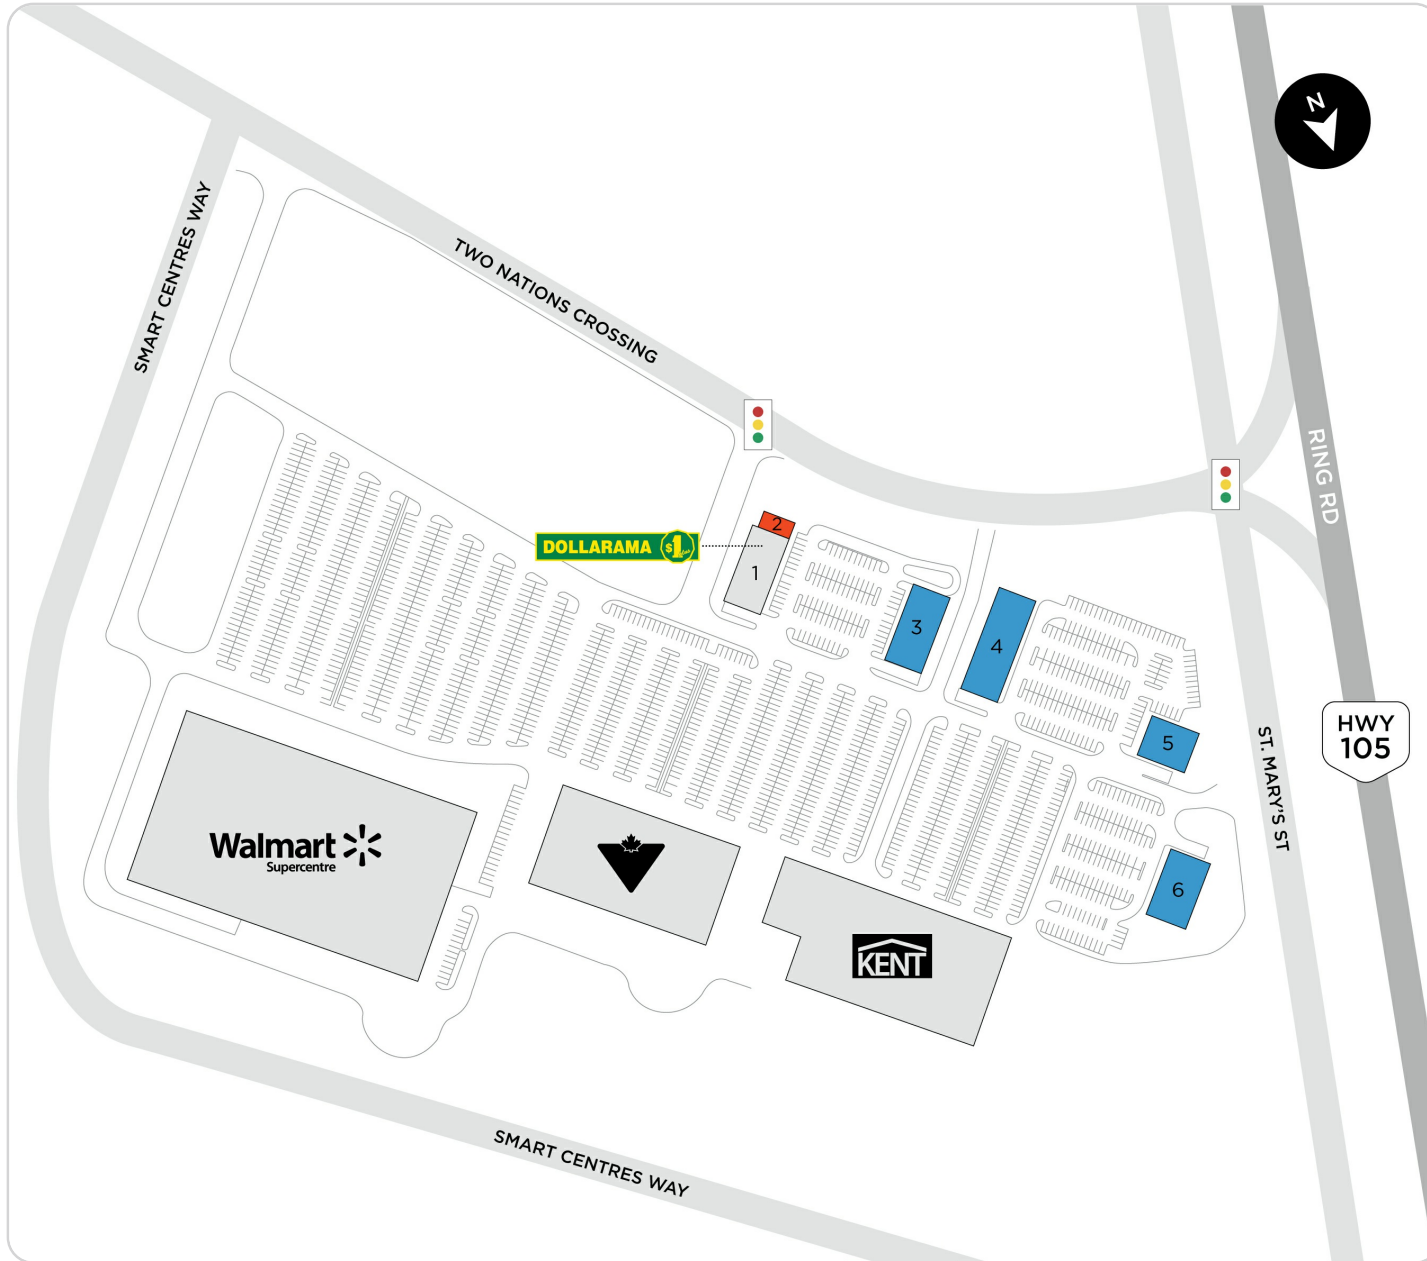 N
SMART CENTRES WAY
TWO NATIONS CROSSING
RING RD
DOLLARAMA $1
2
1
3
4
5
HWY
105
ST. MARY'S ST
Walmart
Supercentre
6
KENT
SMART CENTRES WAY